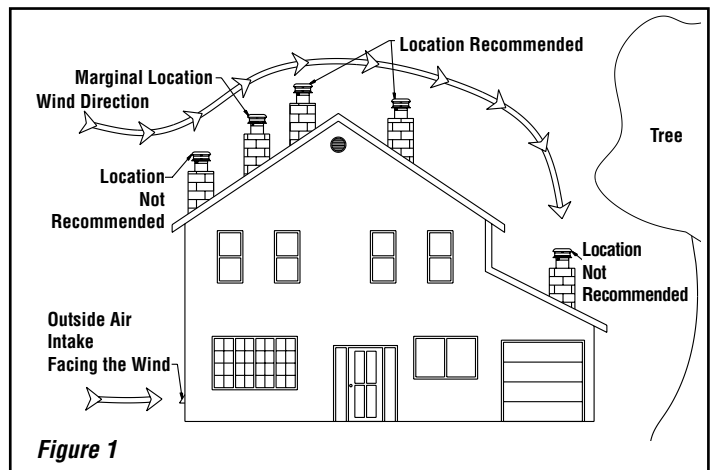 Location Recommended
Marginal Location
Wind Direction
Tree
Location
Not
Recommended
Location
Not
Recommended
Outside Air
Intake
Facing the Wind
Figure 1